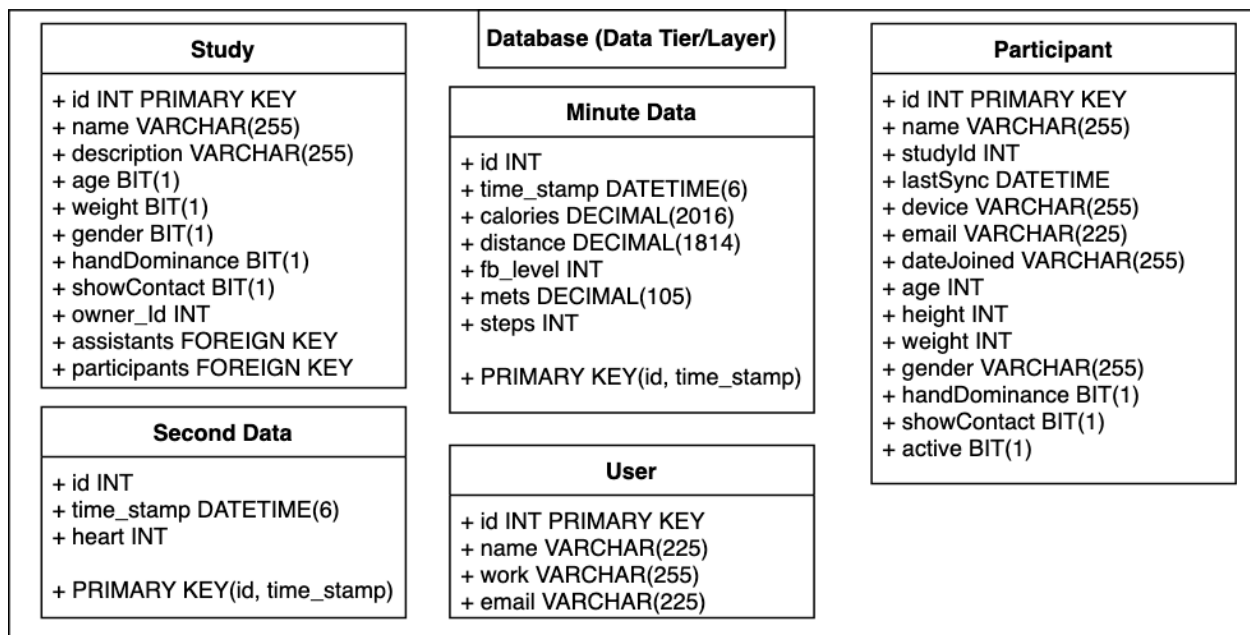 Database (Data Tier/Layer)
Study
+ id INT PRIMARY KEY
+ name VARCHAR(255)
+ description VARCHAR(255)
+ age BIT(1)
+ weight BIT(1)
+ gender BIT(1)
+ handDominance BIT(1)
+ showContact BIT(1)
+ owner_Id INT
+ assistants FOREIGN KEY
+ participants FOREIGN KEY
Second Data
+ id INT
+ time_stamp DATETIME(6)
+ heart INT
+ PRIMARY KEY(id, time_stamp)
Minute Data
+ id INT
+ time_stamp DATETIME(6)
+ calories DECIMAL(2016)
+ distance DECIMAL(1814)
+ fb_level INT
+ mets DECIMAL(105)
+ steps INT
+ PRIMARY KEY(id, time_stamp)
User
+ id INT PRIMARY KEY
+ name VARCHAR(225)
+ work VARCHAR(255)
+ email VARCHAR(225)
Participant
+ id INT PRIMARY KEY
+ name VARCHAR(255)
+ studyId INT
+ lastSync DATETIME
+ device VARCHAR(255)
+ email VARCHAR(225)
+ dateJoined VARCHAR(255)
+ age INT
+ height INT
+ weight INT
+ gender VARCHAR(255)
+ handDominance BIT(1)
+ showContact BIT(1)
+ active BIT(1)